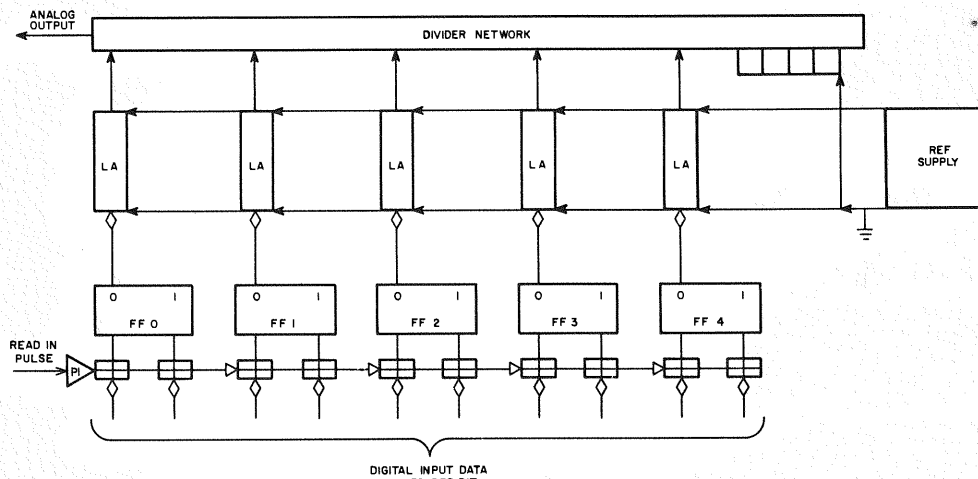 ANALOG
OUTPUT
DIVIDER NETWORK
LA
LA
LA
LA
LA
REF
SUPPLY
0 1
FF 0
0 1
FF 1
0 1
FF 2
0 1
FF 3
0 1
FF 4
READ IN
PULSE
PI
DIGITAL INPUT DATA